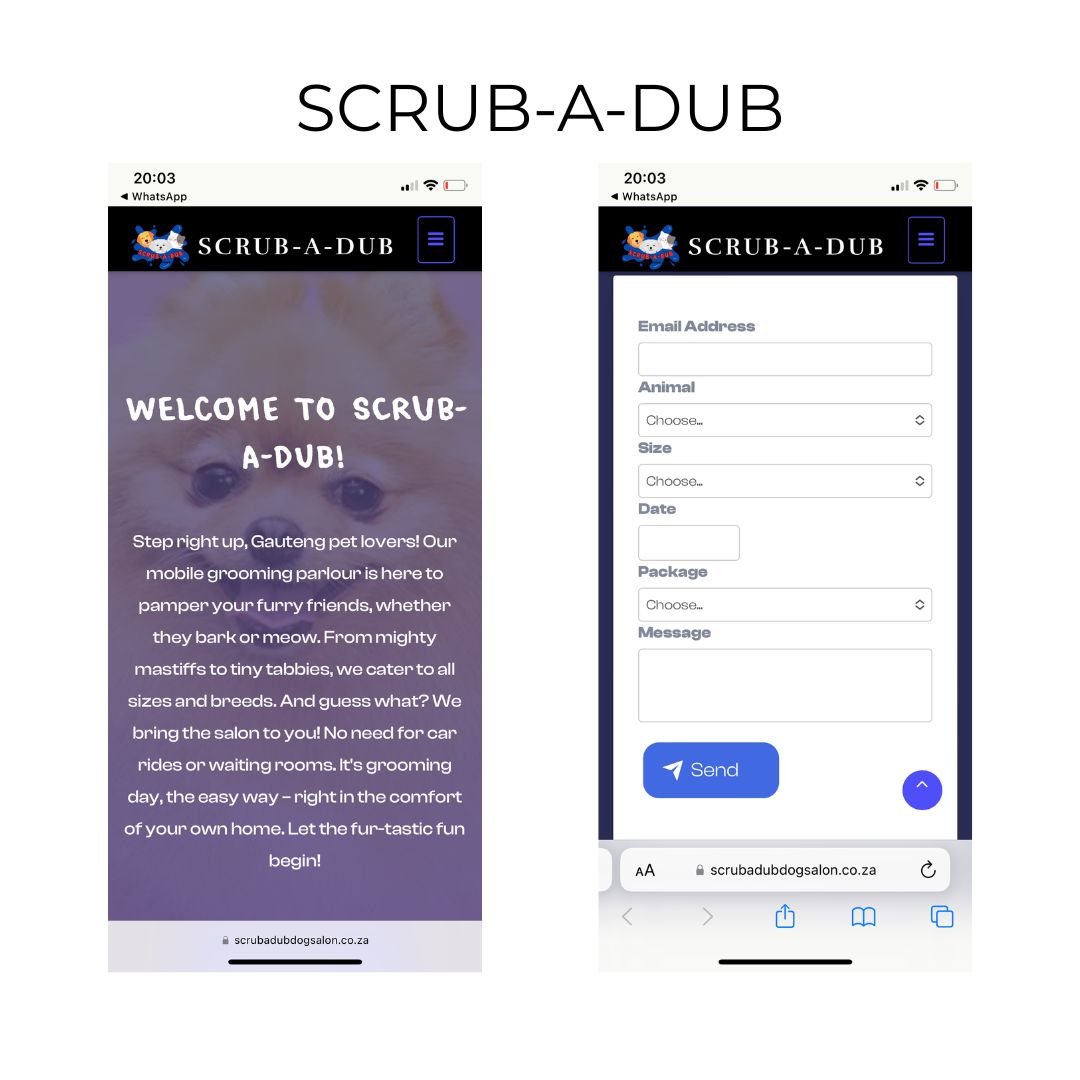 SCRUB-A-DUB
20:03
◀ WhatsApp
SCRUB-A-DUB
SCRUB-A-DUB
WELCOME TO SCRUB-
A-DUB!
Step right up, Gauteng pet lovers! Our
mobile grooming parlour is here to
pamper your furry friends, whether
they bark or meow. From mighty
mastiffs to tiny tabbies, we cater to all
sizes and breeds. And guess what? We
bring the salon to you! No need for car
rides or waiting rooms. It's grooming
day, the easy way – right in the comfort
of your own home. Let the fur-tastic fun
begin!
scrubadubdogsalon.co.za
20:03
◀ WhatsApp
SCRUB-A-DUB
SCRUB-A-DUB
Email Address
Animal
Choose...
Size
Choose...
Date
Package
Choose...
Message
Send
AA
scrubadubdogsalon.co.za